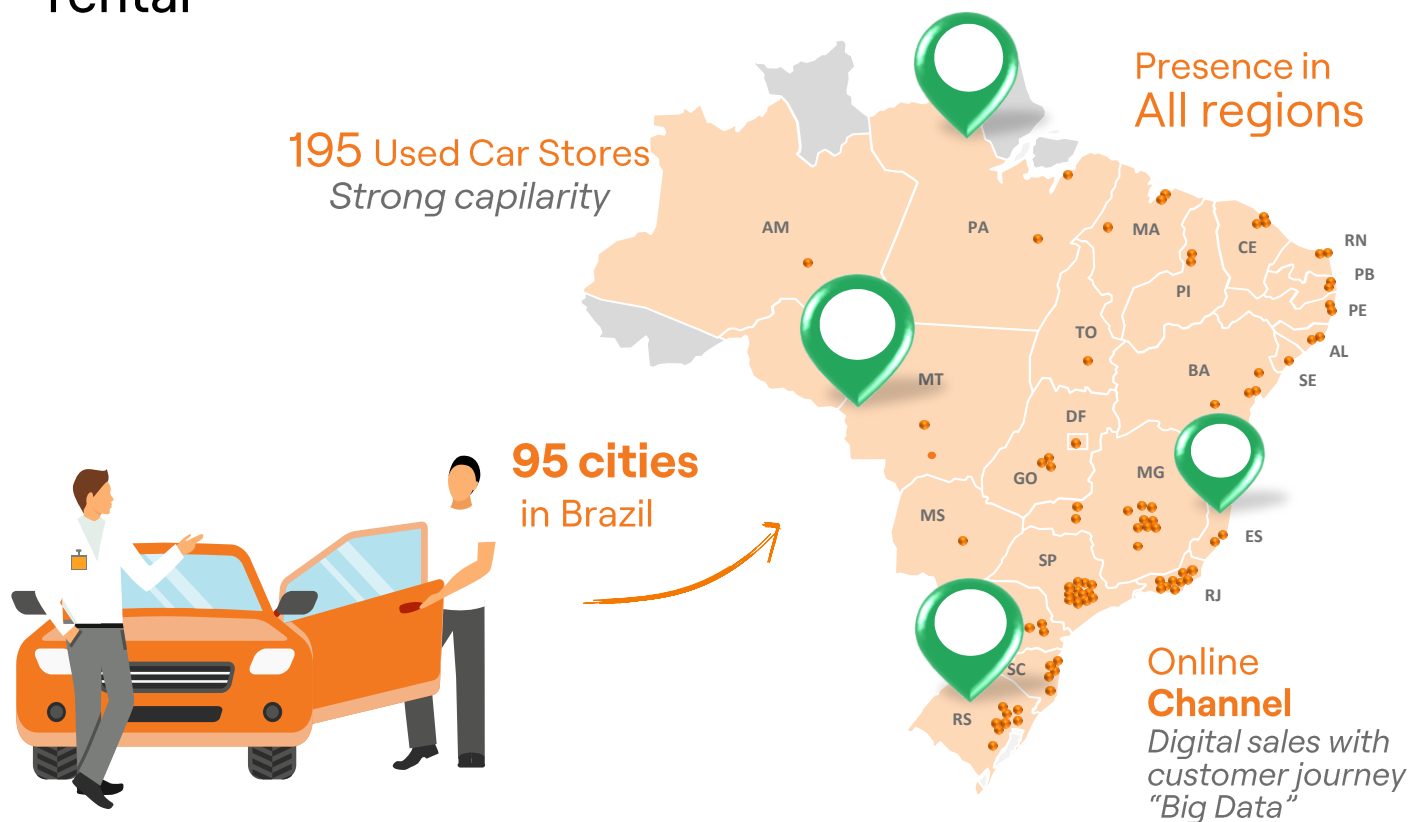 rental
195 Used Car Stores
Strong capilarity
Presence in
All regions
AM
PA
MA
CE
RN
PB
PE
PI
AL
SE
TO
BA
MT
DF
GO
MG
MS
ES
SP
RJ
SC
RS
95 cities
in Brazil
Online
Channel
Digital sales with
customer journey
“Big Data”